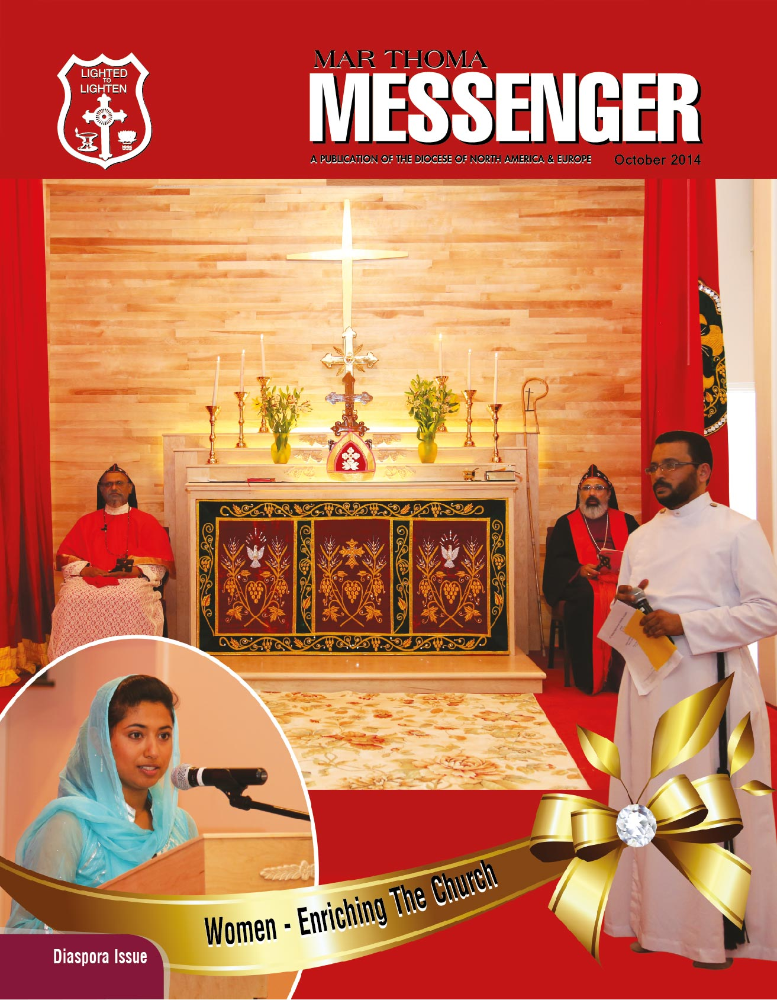 LIGHTED
TO
LIGHTEN
MAR THOMA
MESSENGER
A PUBLICATION OF THE DIOCESE OF NORTH AMERICA & EUROPE October 2014
Women - Enriching The Church
Diaspora Issue